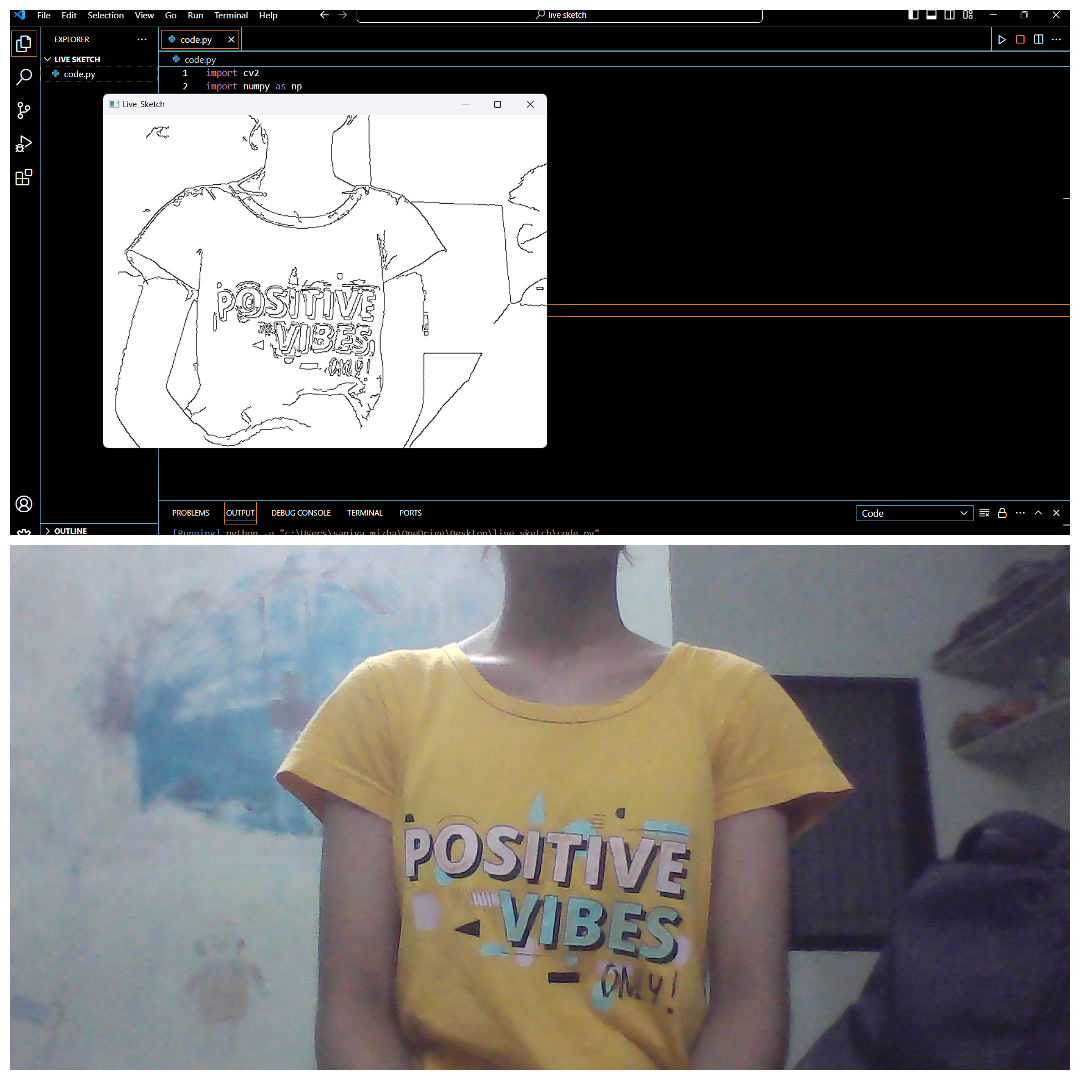 File Edit Selection View Go Run Terminal Help
live sketch
EXPLORER
code.py
LIVE SKETCH
code.py
code.py
1 import cv2
2 import numpy as np
Live_Sketch
POSITIVE
VIBES
ONLY!
PROBLEMS OUTPUT DEBUG CONSOLE TERMINAL PORTS
Code
OUTLINE
[Running] python -u "c:\Users\saniya mizba\OneDrive\Desktop\live sketch\code.py"
POSITIVE
VIBES
ONLY!